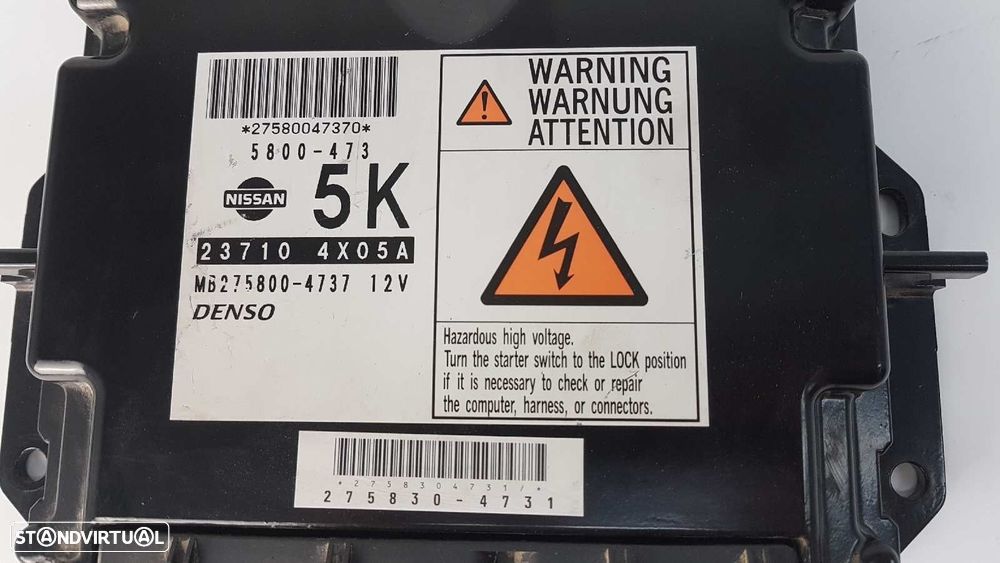 *27580047370*
5800-473
NISSAN 5K
23710 4X05A
MB275800-4737 12V
DENSO
WARNING
WARNUNG
ATTENTION
Hazardous high voltage.
Turn the starter switch to the LOCK position
if it is necessary to check or repair
the computer, harness, or connectors.
*2758304731/*
275830-4731
STANDVIRTUAL